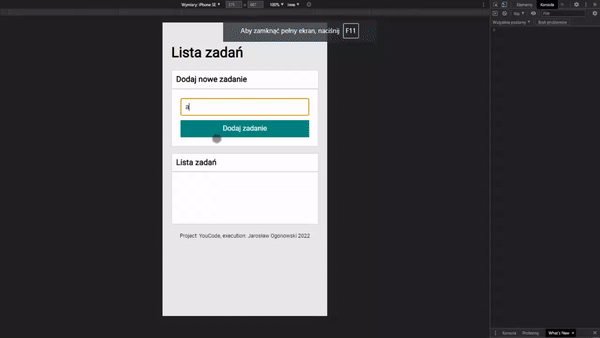 Wymiary: iPhone SE
375
667
100%
Elementy
Konsola
Filtr
Wszystkie poziomy
Brak problemów
Aby zamknąć pełny ekran, naciśnij F11
Lista zadań
Dodaj nowe zadanie
a
Dodaj zadanie
Lista zadań
Project: YouCode, execution: Jarosław Ogonowski 2022
Konsola
Problemy
What's New